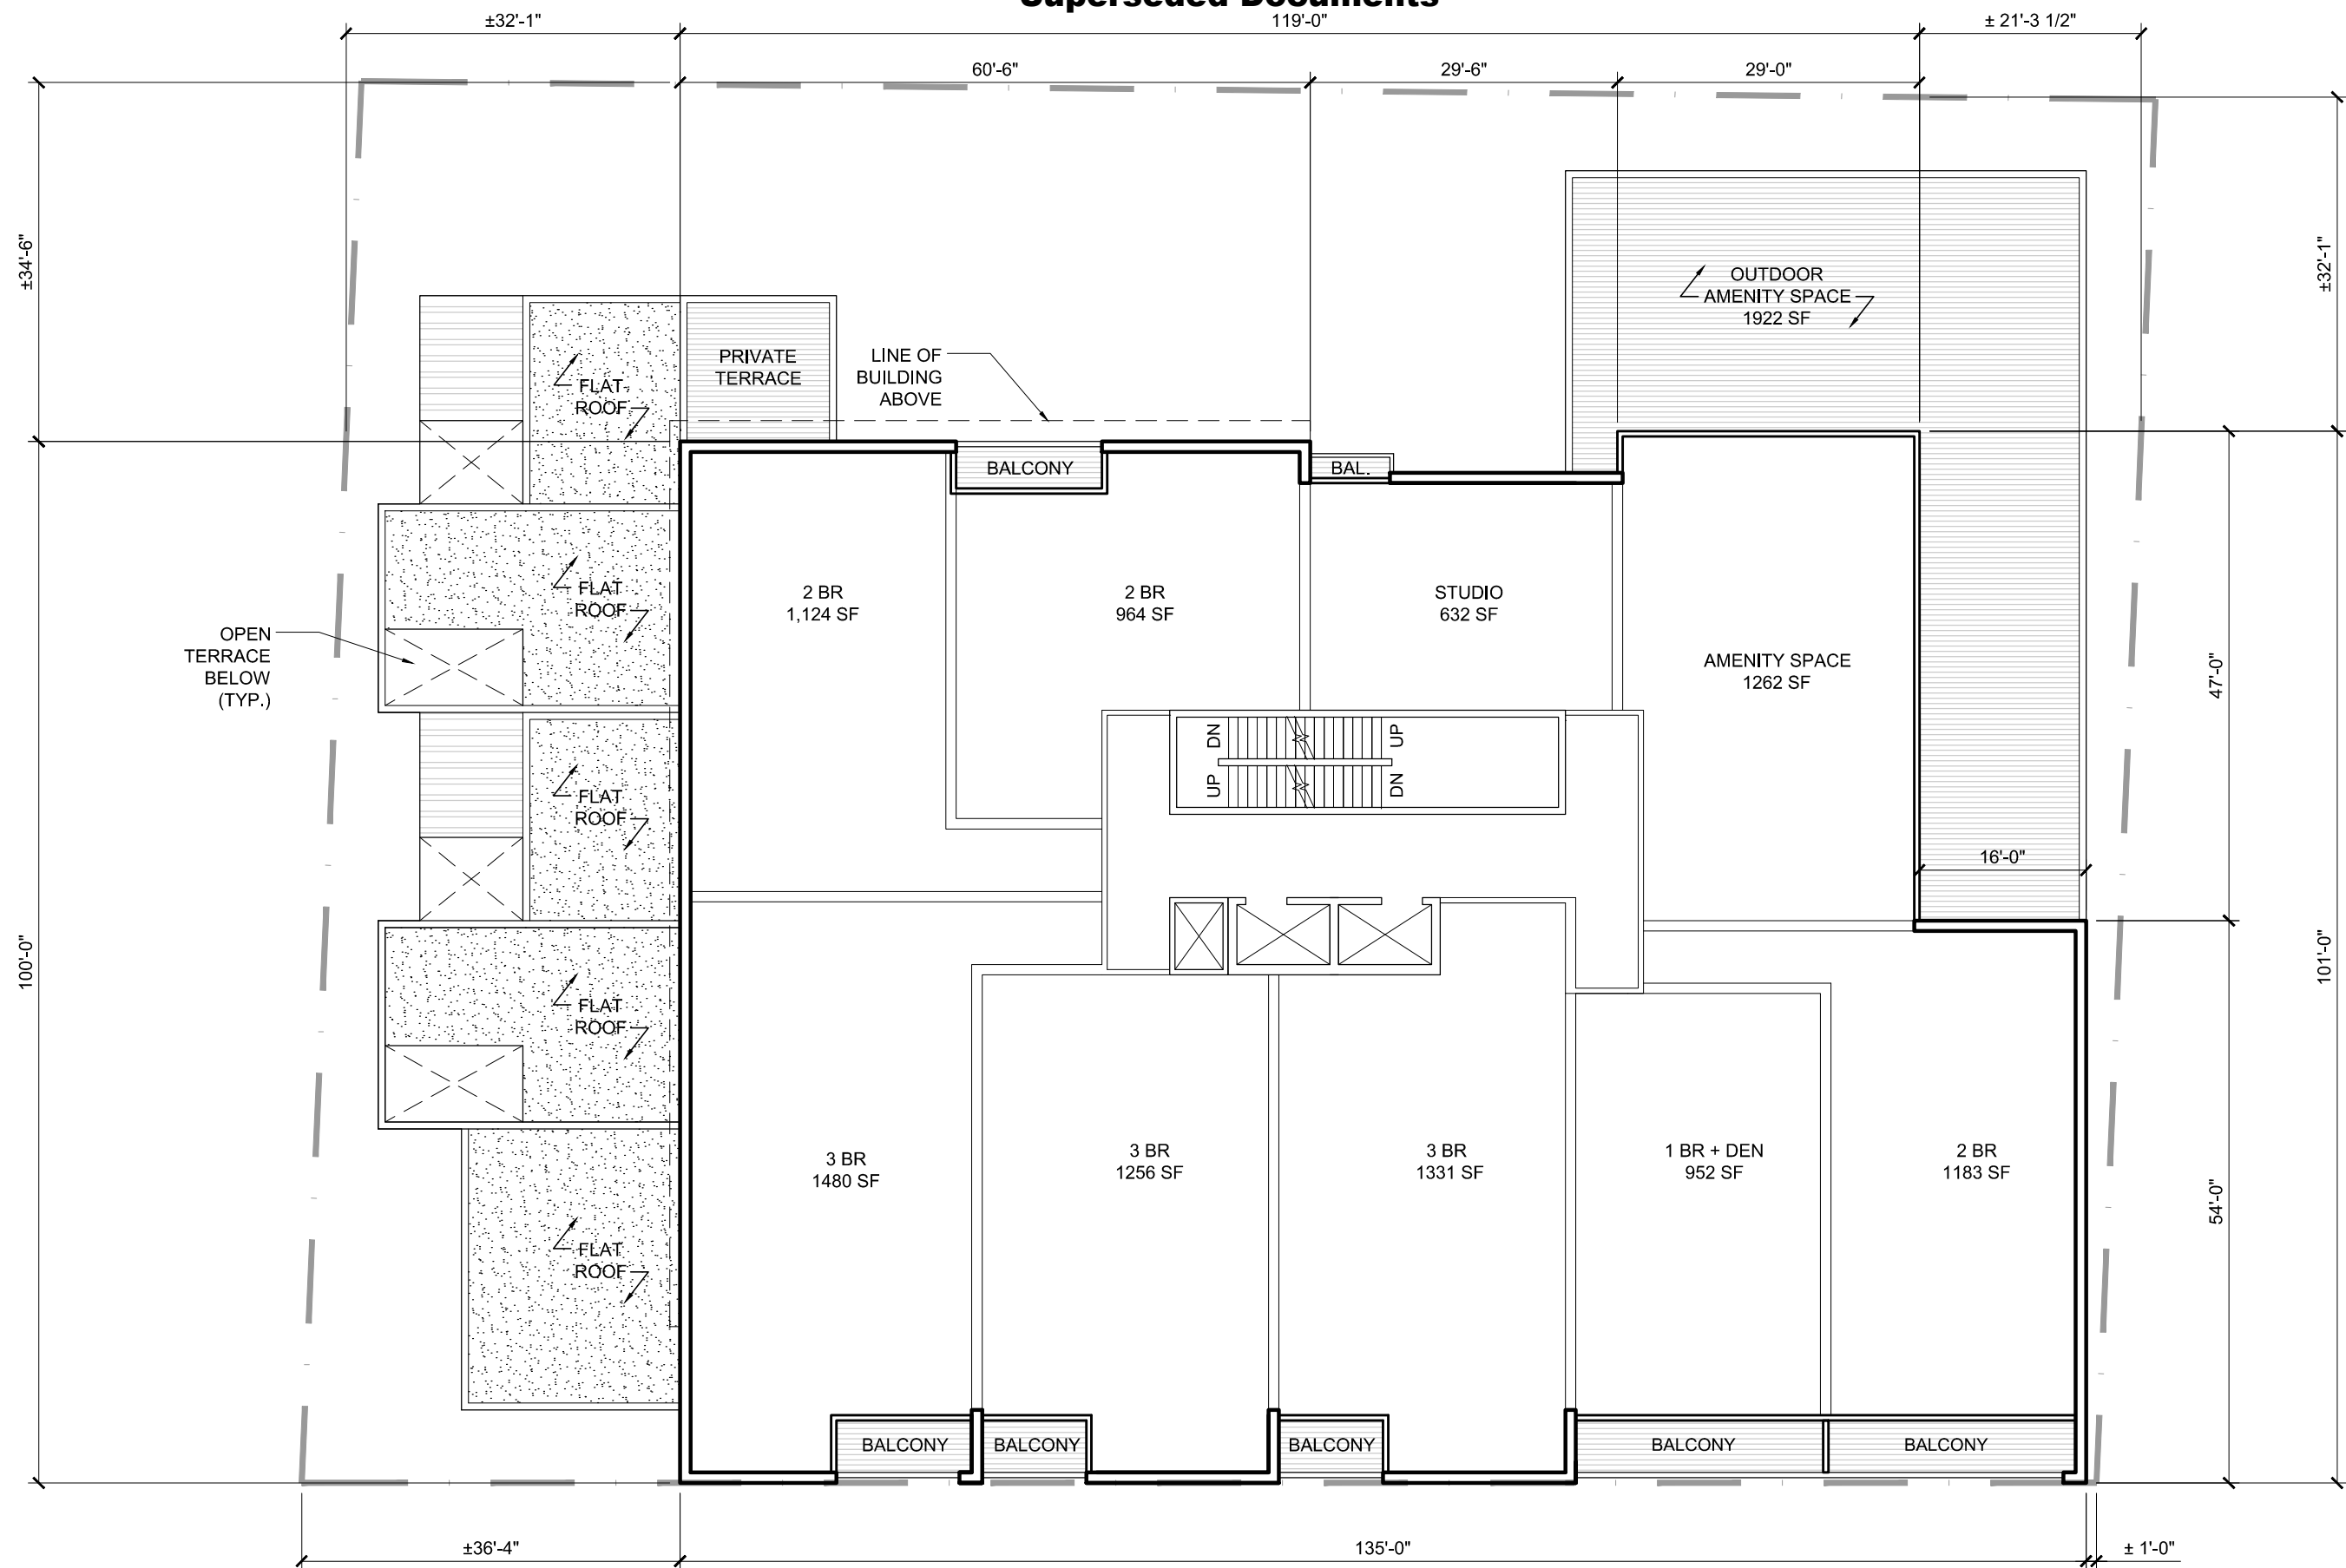 Superseded Documents
±32'-1"
119'-0"
± 21'-3 1/2"
60'-6"
29'-6"
29'-0"
±34'-6"
±32'-1"
OUTDOOR
AMENITY SPACE
1922 SF
PRIVATE
TERRACE
LINE OF
BUILDING
ABOVE
FLAT
ROOF
BALCONY
BAL.
2 BR
1,124 SF
2 BR
964 SF
STUDIO
632 SF
FLAT
ROOF
OPEN
TERRACE
BELOW
(TYP.)
AMENITY SPACE
1262 SF
47'-0"
DN
UP
UP
DN
FLAT
ROOF
16'-0"
100'-0"
101'-0"
FLAT
ROOF
3 BR
1480 SF
3 BR
1256 SF
3 BR
1331 SF
1 BR + DEN
952 SF
2 BR
1183 SF
54'-0"
FLAT
ROOF
BALCONY
BALCONY
BALCONY
BALCONY
BALCONY
±36'-4"
135'-0"
± 1'-0"